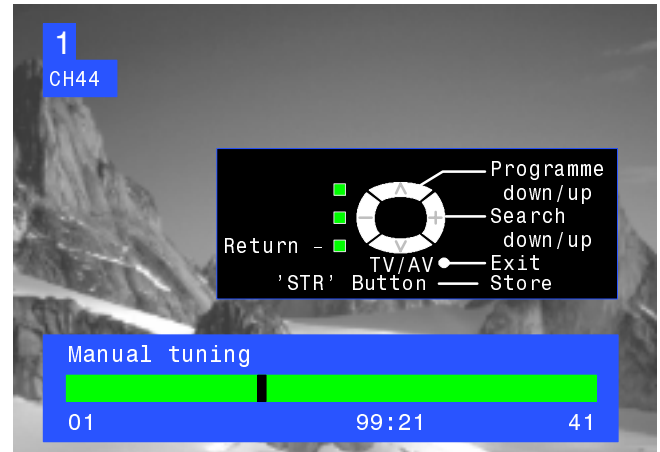 1
CH44
Programme
down/up
Search
down/up
Return -
TV/AV Exit
'STR' Button Store
Manual tuning
01 99:21 41